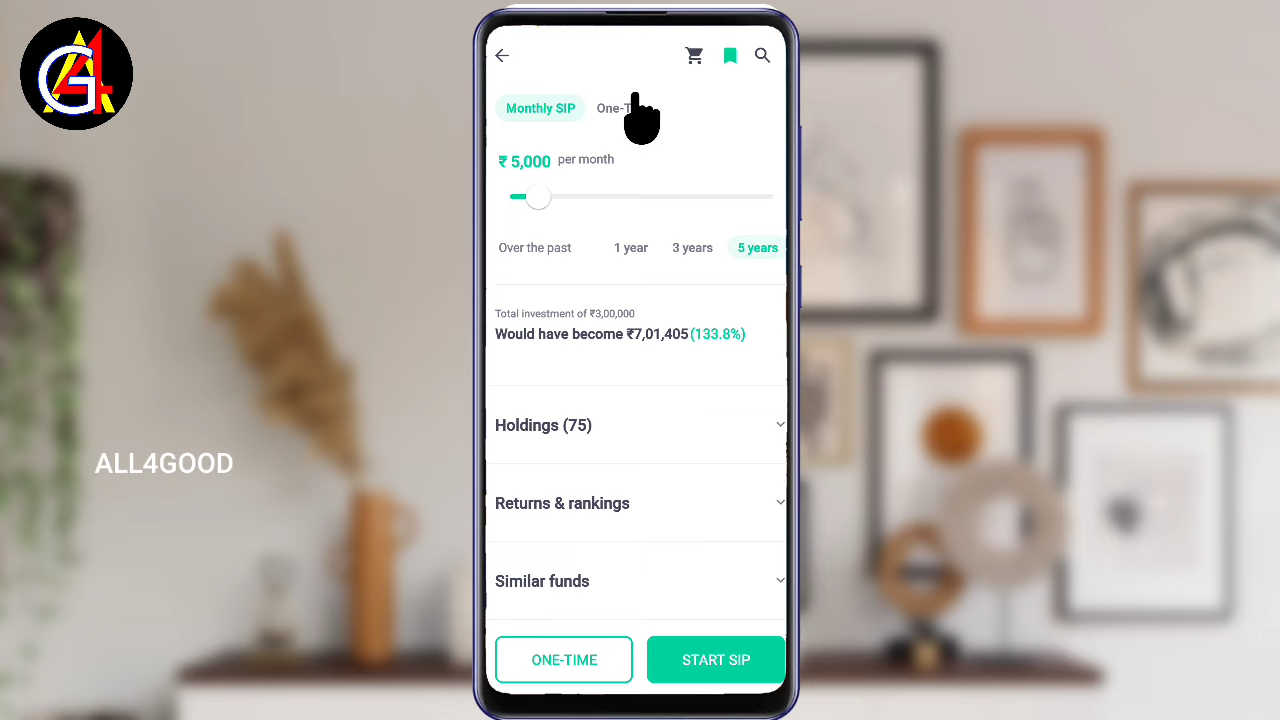 G4
Monthly SIP One-T
₹ 5,000 per month
Over the past 1 year 3 years 5 years
Total investment of ₹3,00,000
Would have become ₹7,01,405 (133.8%)
Holdings (75)
ALL4GOOD
Returns & rankings
Similar funds
ONE-TIME START SIP